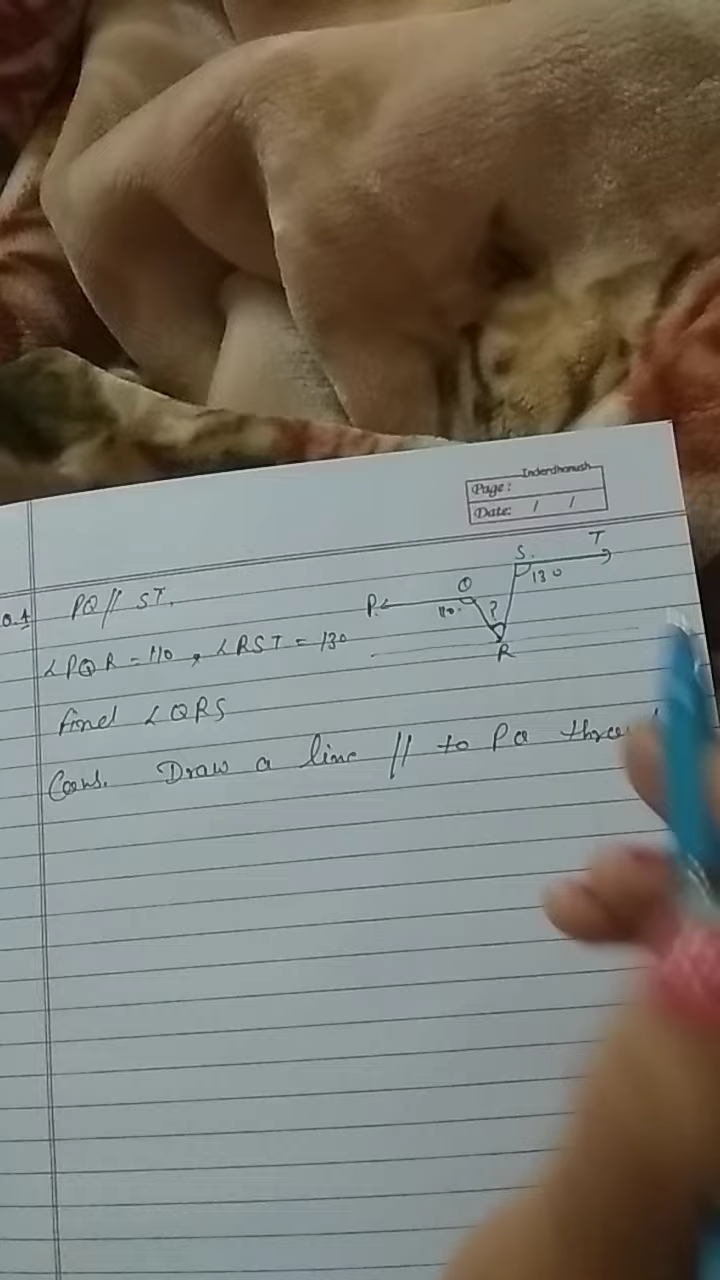 Inderdhanush
Page:
Date: / /
Q.1 PQ // ST.
∠PQR = 110, ∠RST = 130
find ∠QRS
Cons. Draw a line // to PQ
P Q 110. ? R S. 130 T